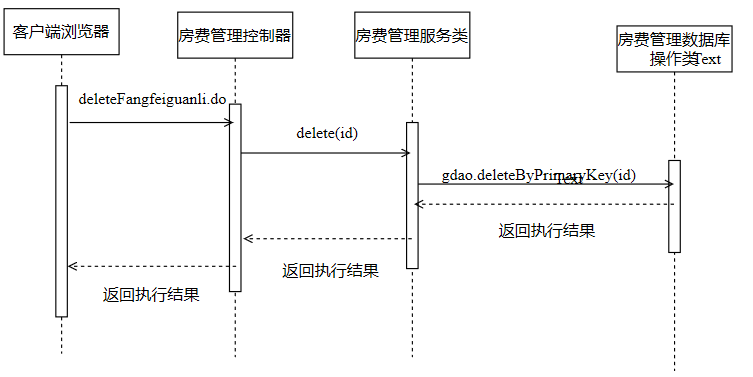 客户端浏览器
房费管理控制器
房费管理服务类
房费管理数据库
操作类Text
deleteFangfeiguanli.do
delete(id)
gdao.deleteByPrimaryKey(id)
Text
返回执行结果
返回执行结果
返回执行结果